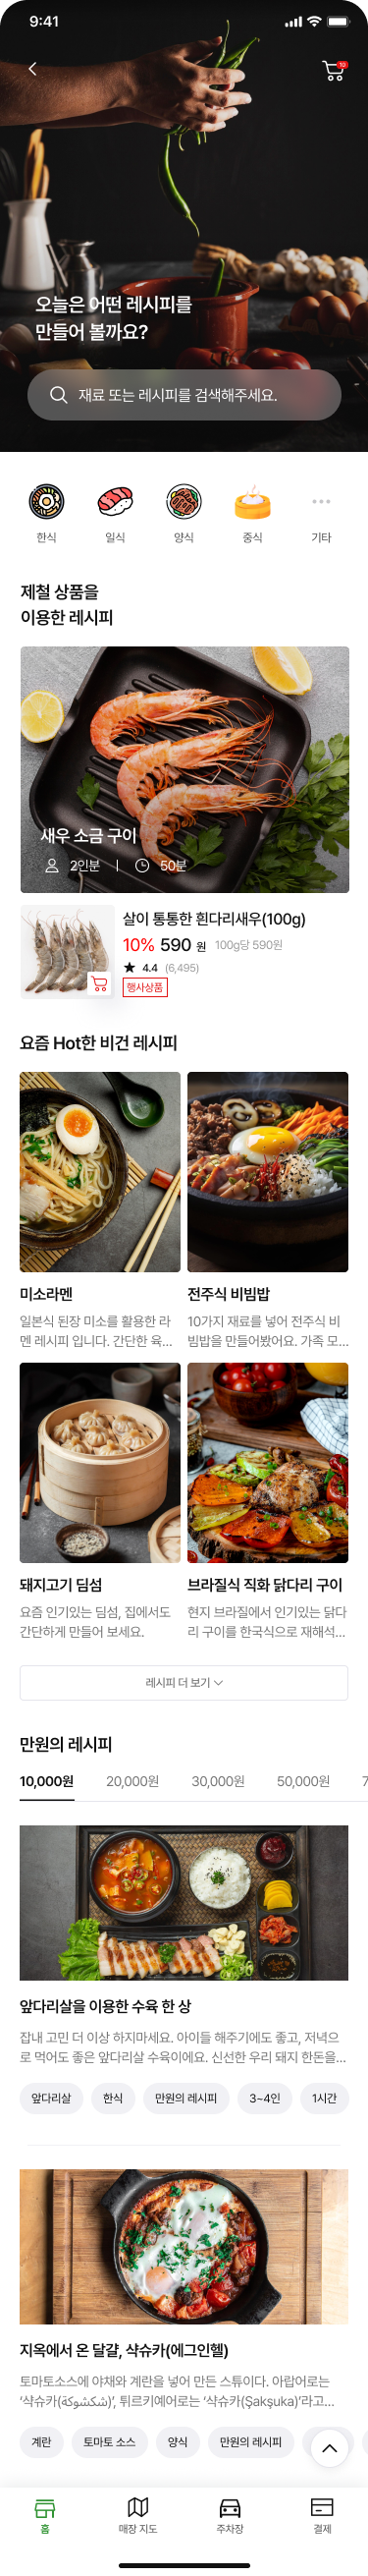 9:41
10
오늘은 어떤 레시피를
만들어 볼까요?
재료 또는 레시피를 검색해주세요.
한식
일식
양식
중식
기타
제철 상품을
이용한 레시피
새우 소금 구이
2인분 | 50분
살이 통통한 흰다리새우(100g)
10% 590 원 100g당 590원
★ 4.4 (6,495)
행사상품
요즘 Hot한 비건 레시피
미소라멘
일본식 된장 미소를 활용한 라
멘 레시피 입니다. 간단한 육...
전주식 비빔밥
10가지 재료를 넣어 전주식 비
빔밥을 만들어봤어요. 가족 모...
돼지고기 딤섬
요즘 인기있는 딤섬, 집에서도
간단하게 만들어 보세요.
브라질식 직화 닭다리 구이
현지 브라질에서 인기있는 닭다
리 구이를 한국식으로 재해석...
레시피 더 보기
만원의 레시피
10,000원 20,000원 30,000원 50,000원 7
앞다리살을 이용한 수육 한 상
잡내 고민 더 이상 하지마세요. 아이들 해주기에도 좋고, 저녁으
로 먹어도 좋은 앞다리살 수육이에요. 신선한 우리 돼지 한돈을...
앞다리살 한식 만원의 레시피 3~4인 1시간
지옥에서 온 달걀, 샥슈카(에그인헬)
토마토소스에 야채와 계란을 넣어 만든 스튜이다. 아랍어로는
‘샥슈카(شكشوكة)’, 튀르키예어로는 ‘샥슈카(Şakşuka)’라고...
계란 토마토 소스 양식 만원의 레시피
홈
매장 지도
주차장
결제